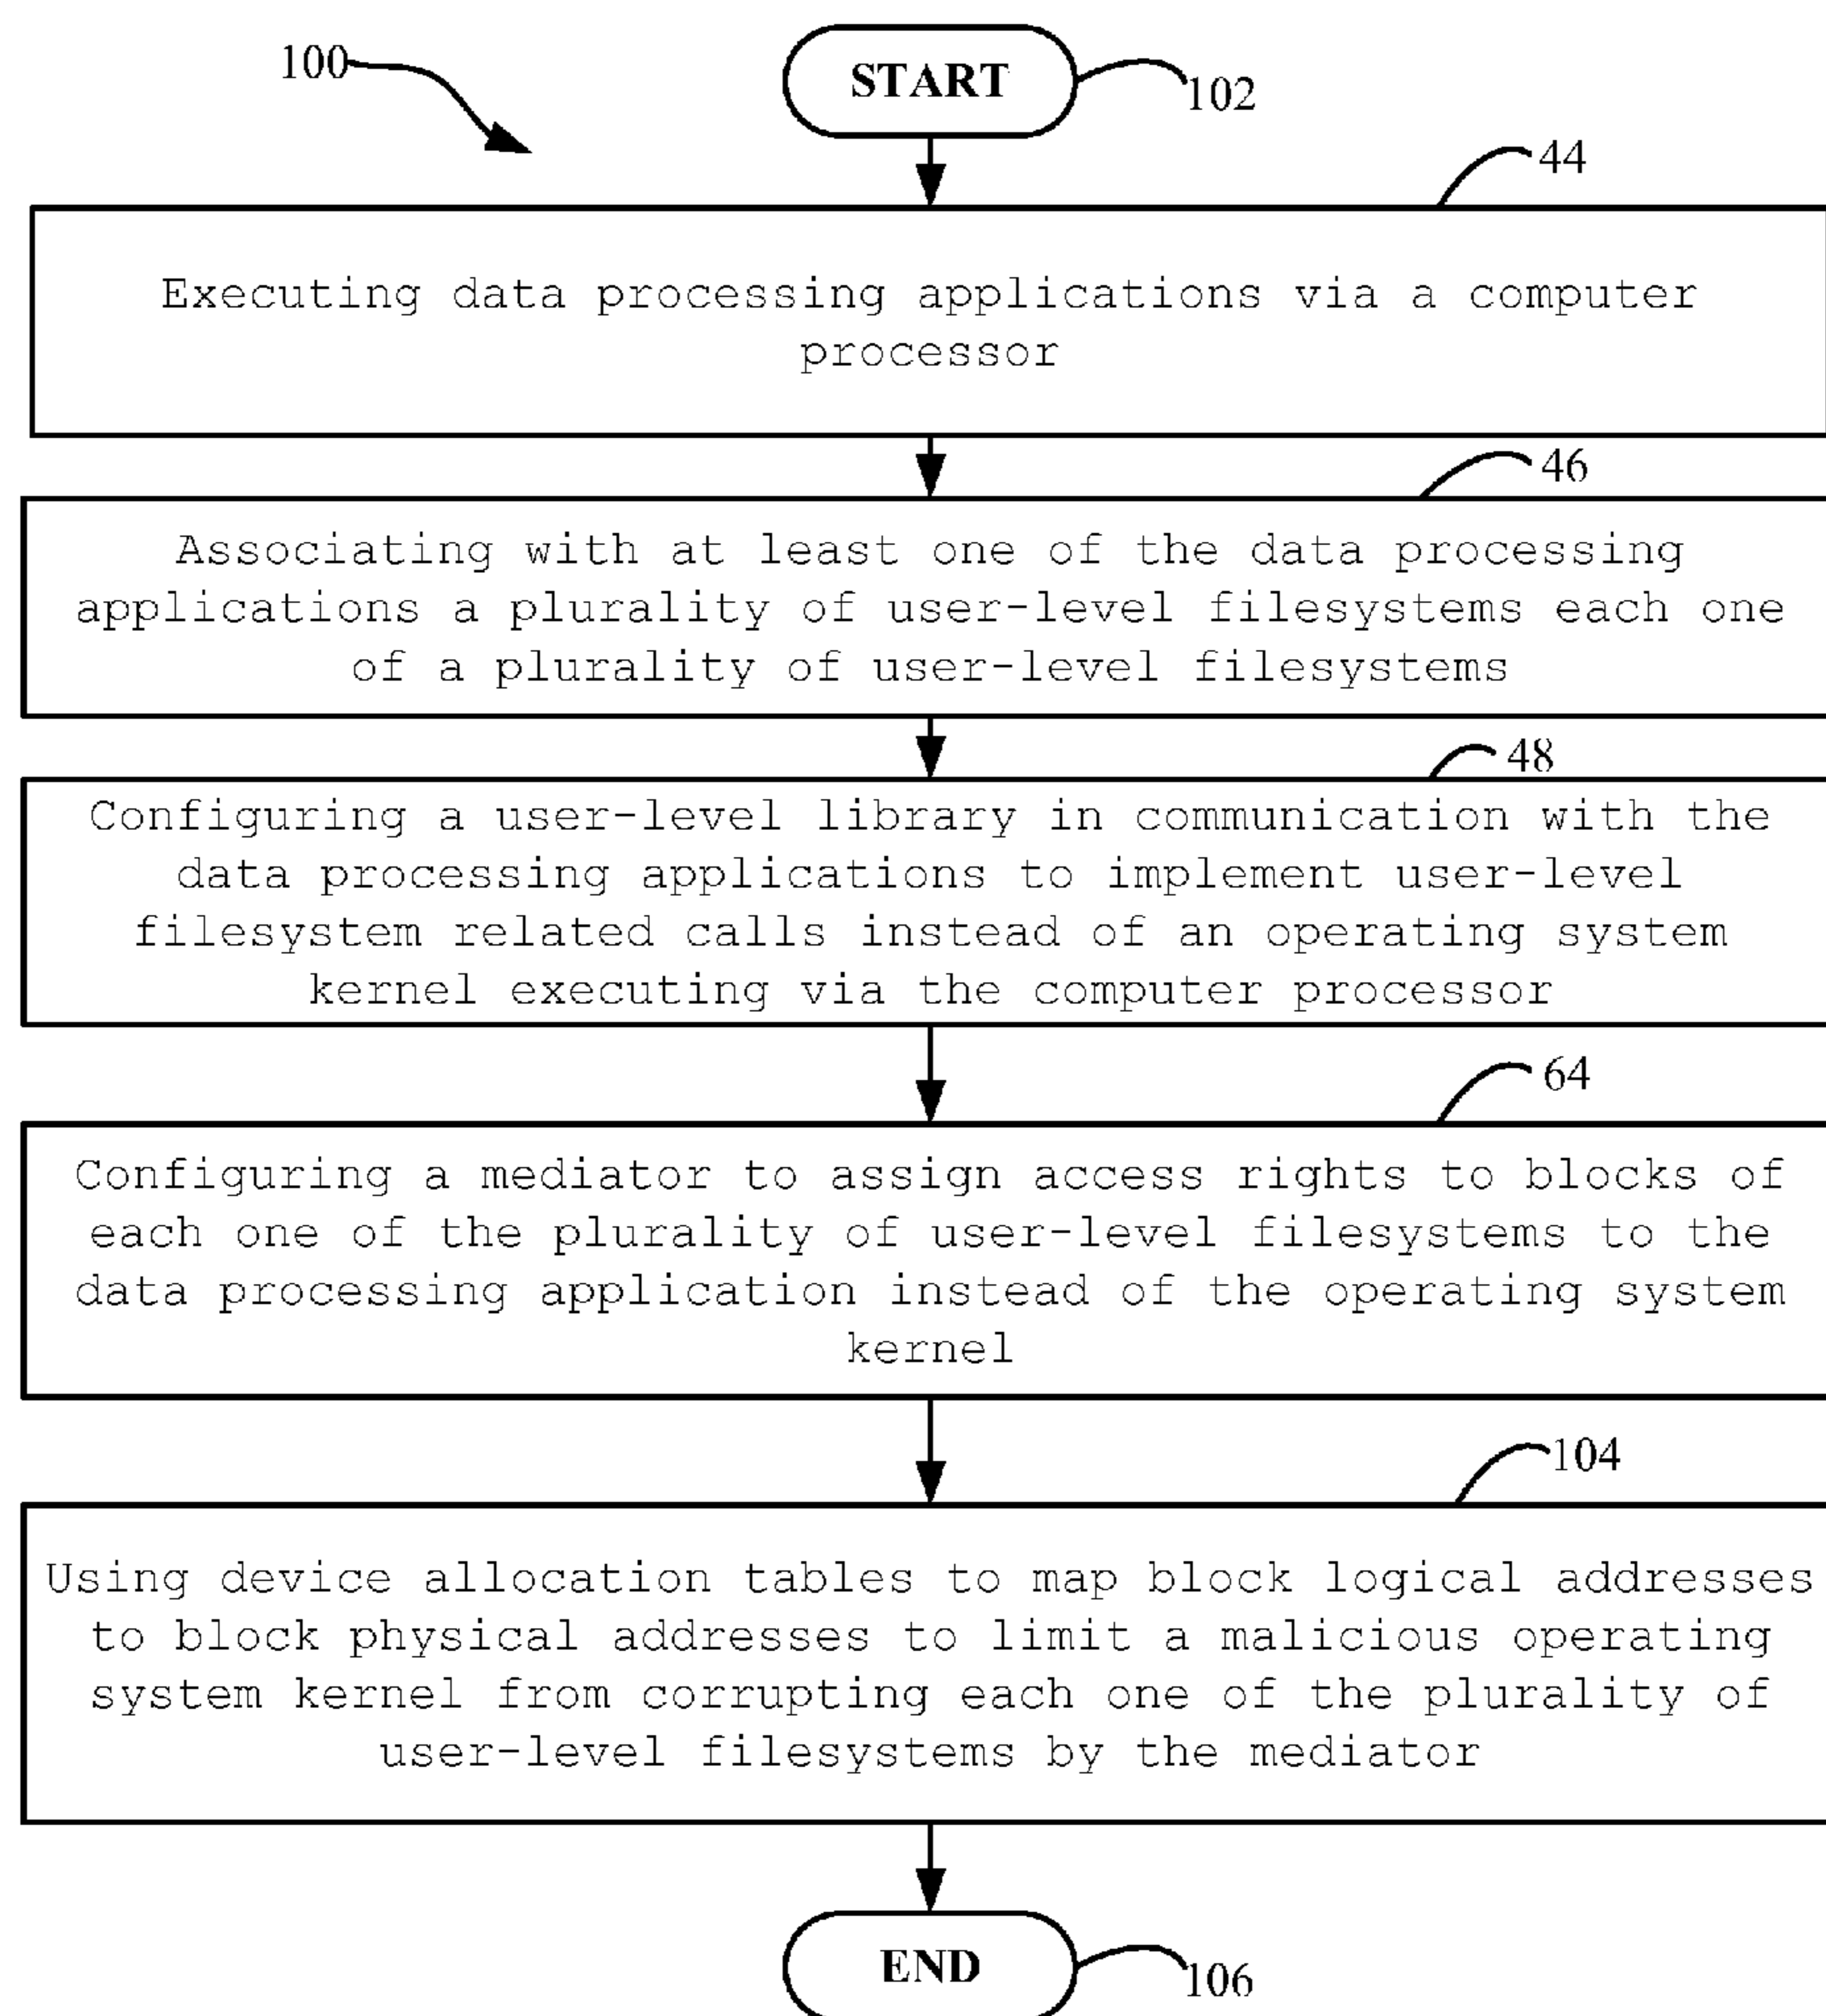 100
START
102
44
Executing data processing applications via a computer
processor
46
Associating with at least one of the data processing
applications a plurality of user-level filesystems each one
of a plurality of user-level filesystems
48
Configuring a user-level library in communication with the
data processing applications to implement user-level
filesystem related calls instead of an operating system
kernel executing via the computer processor
64
Configuring a mediator to assign access rights to blocks of
each one of the plurality of user-level filesystems to the
data processing application instead of the operating system
kernel
104
Using device allocation tables to map block logical addresses
to block physical addresses to limit a malicious operating
system kernel from corrupting each one of the plurality of
user-level filesystems by the mediator
END
106